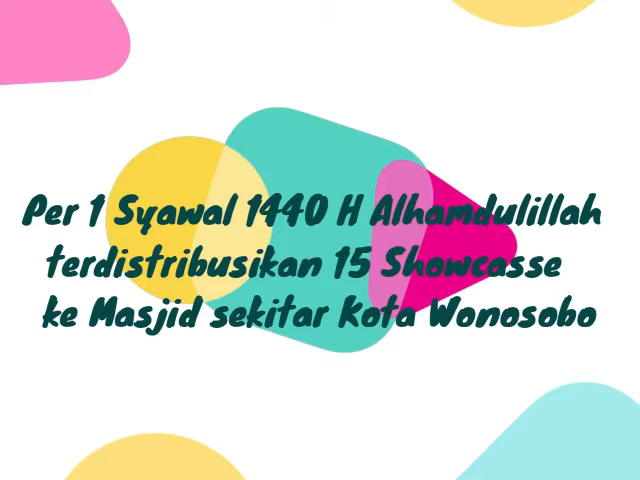 Per 1 Syawal 1440 H Alhamdulillah
terdistribusikan 15 Showcasse
ke Masjid sekitar Kota Wonosobo